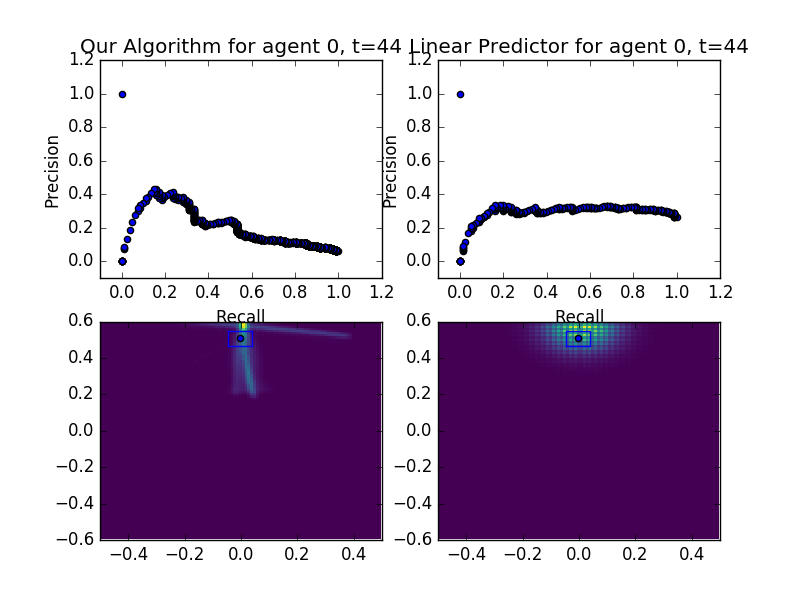 Our Algorithm for agent 0, t=44 Linear Predictor for agent 0, t=44
1.2 1.2
1.0 1.0
0.8 0.8
Precision Precision
0.6 0.6
0.4 0.4
0.2 0.2
0.0 0.0
0.0 0.2 0.4 0.6 0.8 1.0 1.2 0.0 0.2 0.4 0.6 0.8 1.0 1.2
Recall Recall
0.6 0.6
0.4 0.4
0.2 0.2
0.0 0.0
−0.2 −0.2
−0.4 −0.4
−0.6 −0.6
−0.4 −0.2 0.0 0.2 0.4 −0.4 −0.2 0.0 0.2 0.4